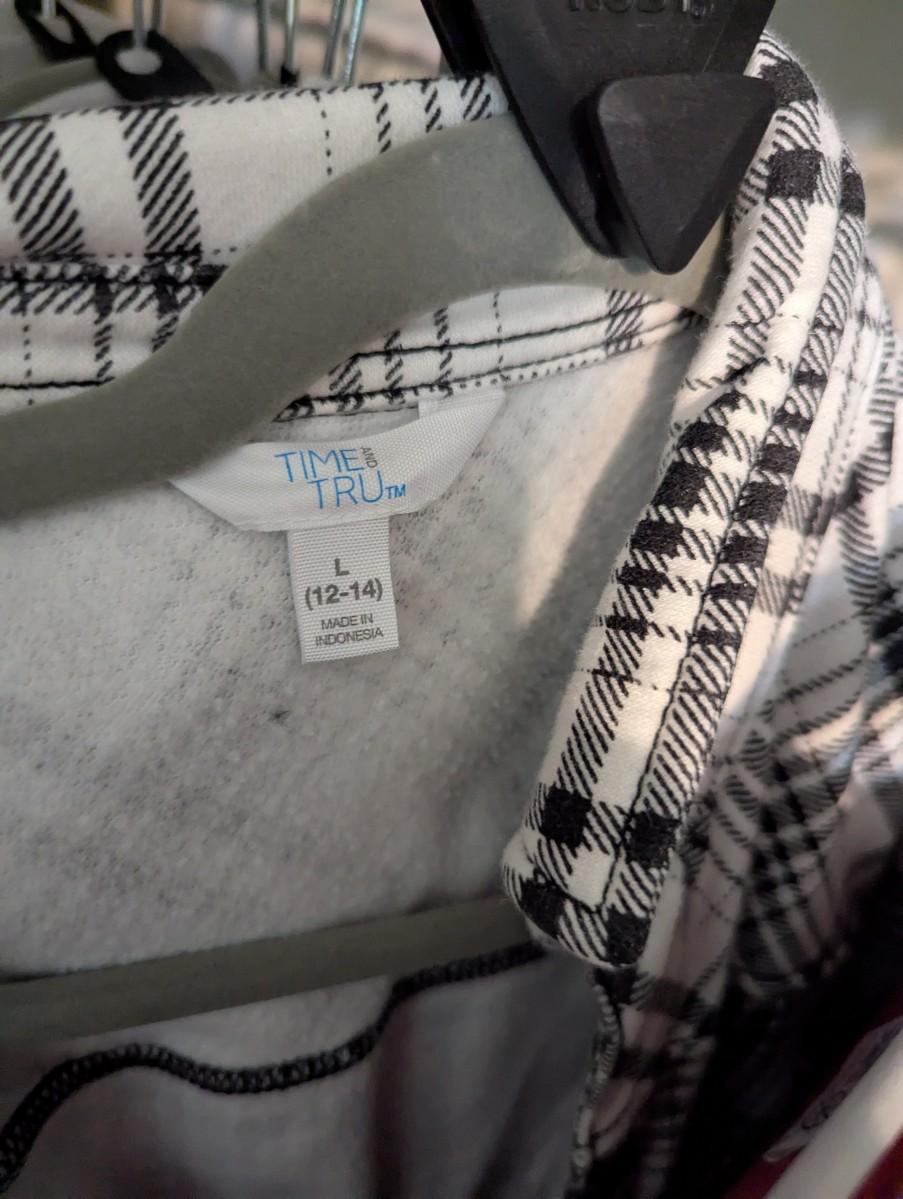 TIME AND
TRU™
L
(12-14)
MADE IN
INDONESIA